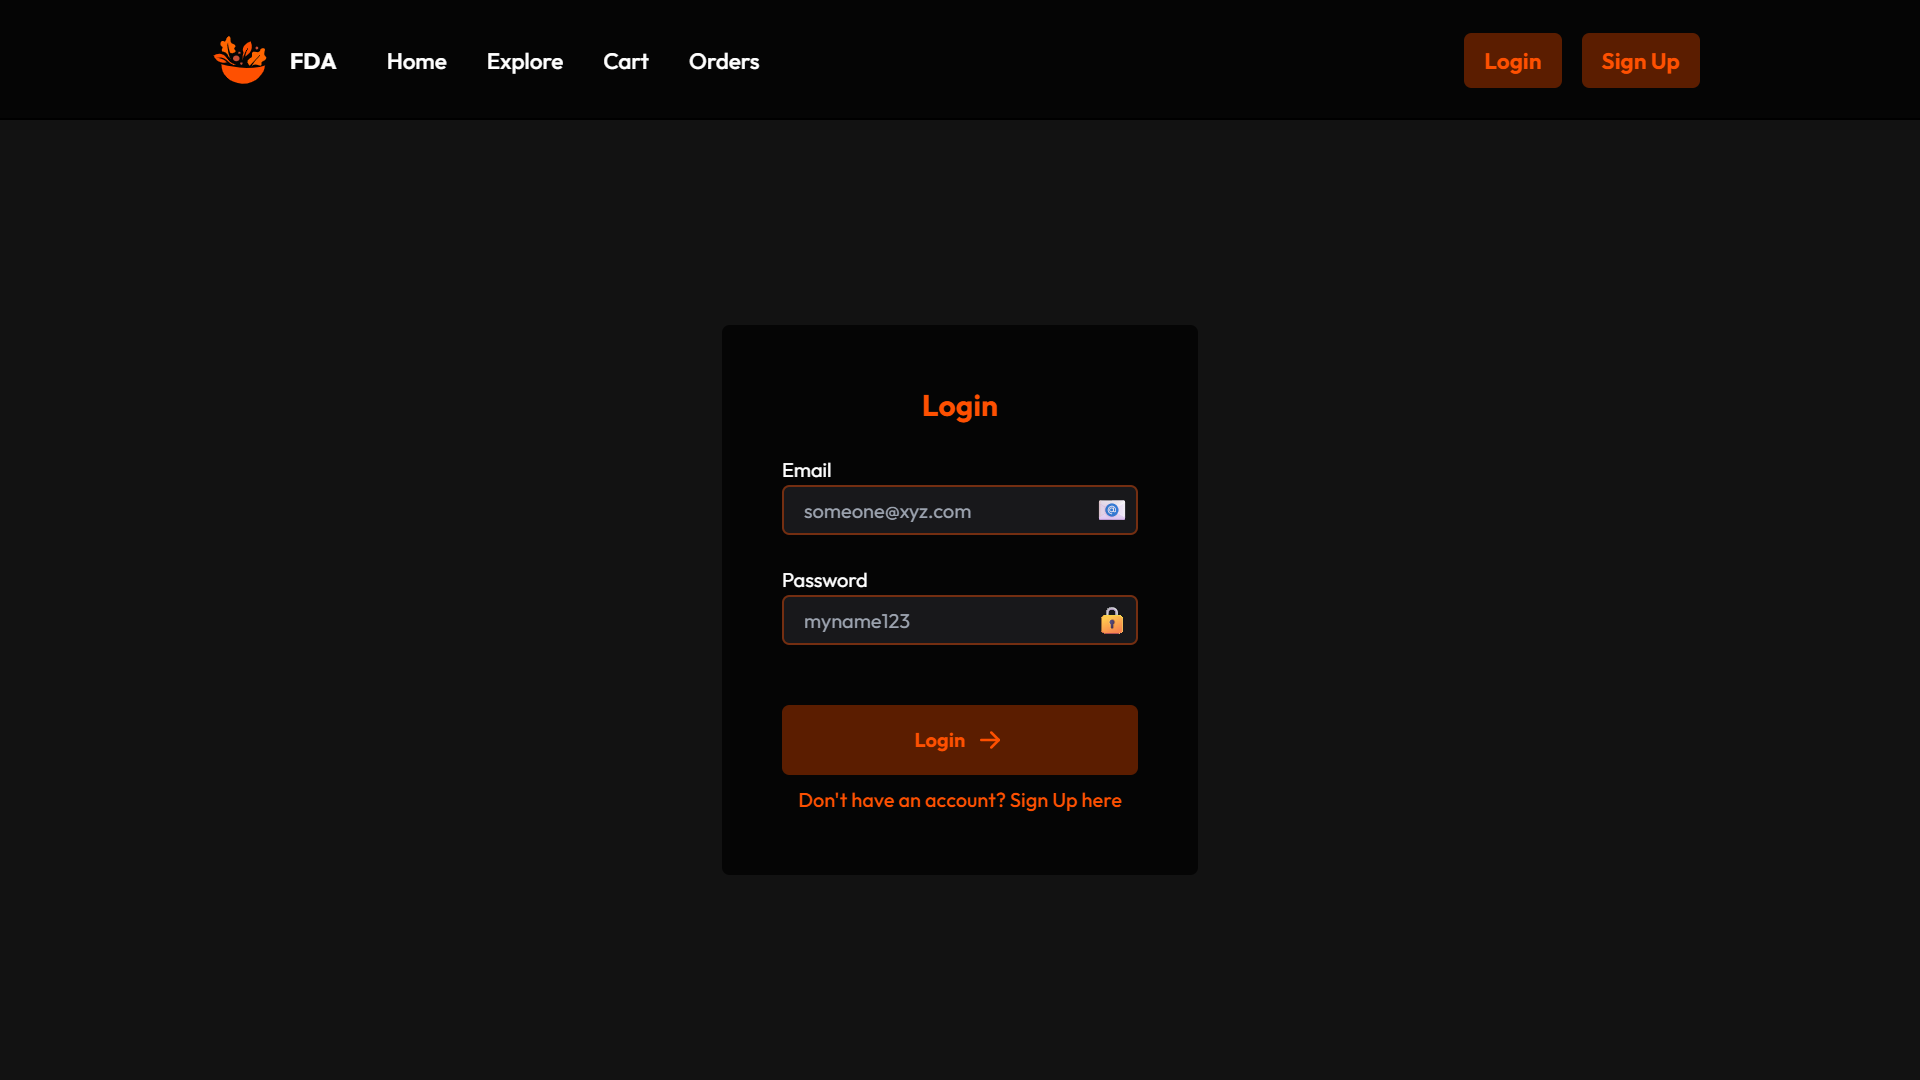 FDA Home Explore Cart Orders Login Sign Up
Login
Email
someone@xyz.com
Password
myname123
Login
Don't have an account? Sign Up here